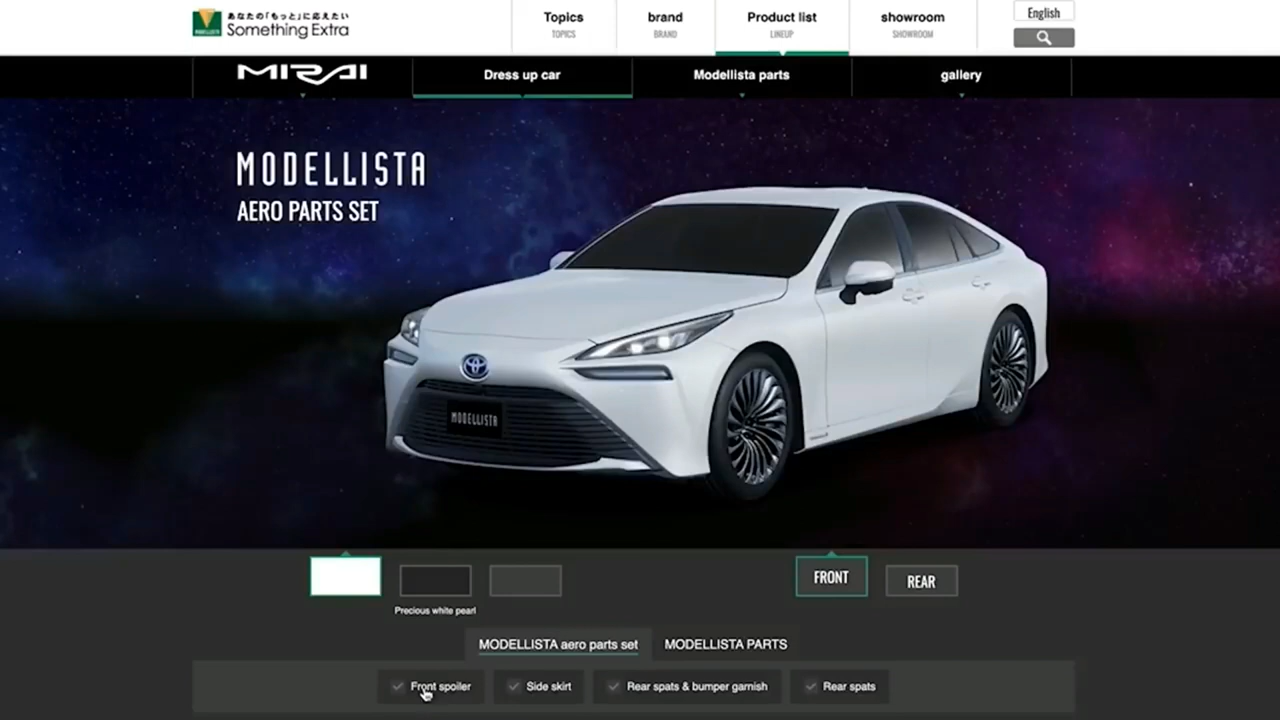 あなたの「もっと」に応えたい
Something Extra
MODELLISTA
Topics
TOPICS
brand
BRAND
Product list
LINEUP
showroom
SHOWROOM
English
MIRAI
Dress up car
Modellista parts
gallery
MODELLISTA
AERO PARTS SET
MODELLISTA
FRONT
REAR
Precious white pearl
MODELLISTA aero parts set
MODELLISTA PARTS
Front spoiler
Side skirt
Rear spats & bumper garnish
Rear spats